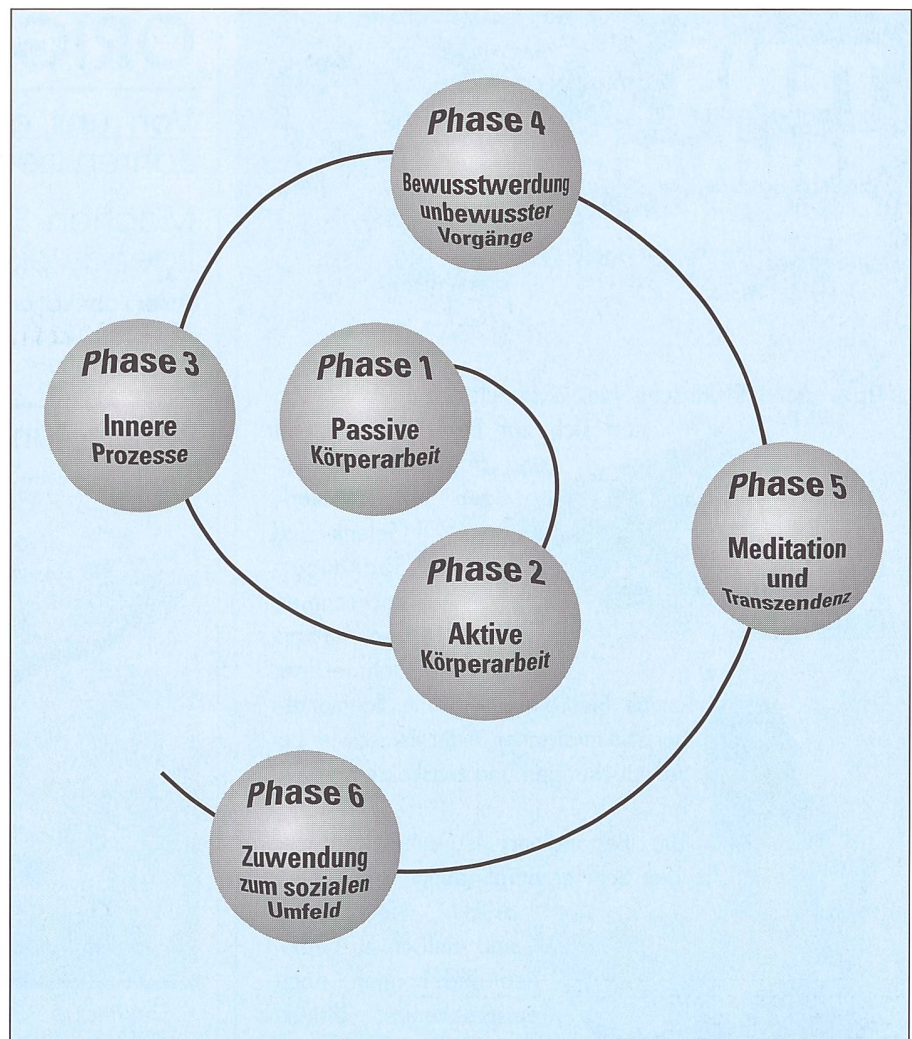 Phase 4
Bewusstwerdung
unbewusster
Vorgänge
Phase 3
Innere
Prozesse
Phase 1
Passive
Körperarbeit
Phase 5
Meditation
und
Transzendenz
Phase 2
Aktive
Körperarbeit
Phase 6
Zuwendung
zum sozialen
Umfeld